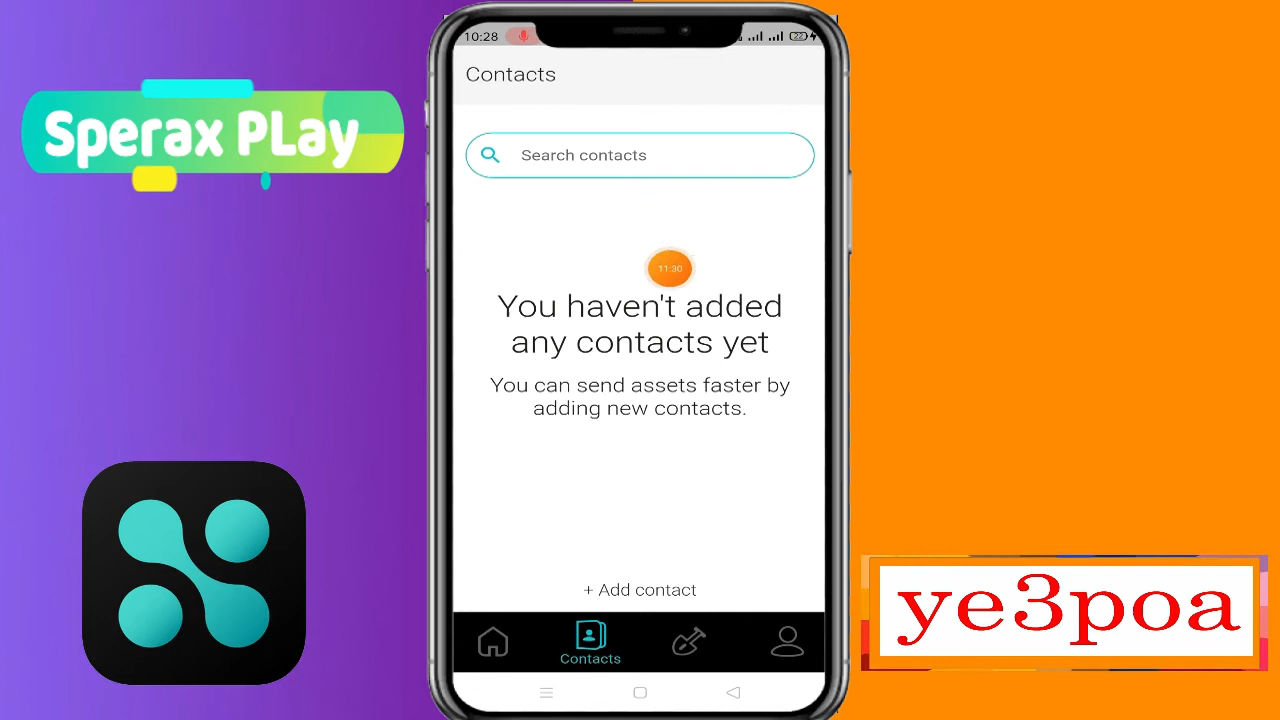 Sperax PLay
10:28
22
Contacts
Search contacts
11:30
You haven't added
any contacts yet
You can send assets faster by
adding new contacts.
+ Add contact
Contacts
ye3poa